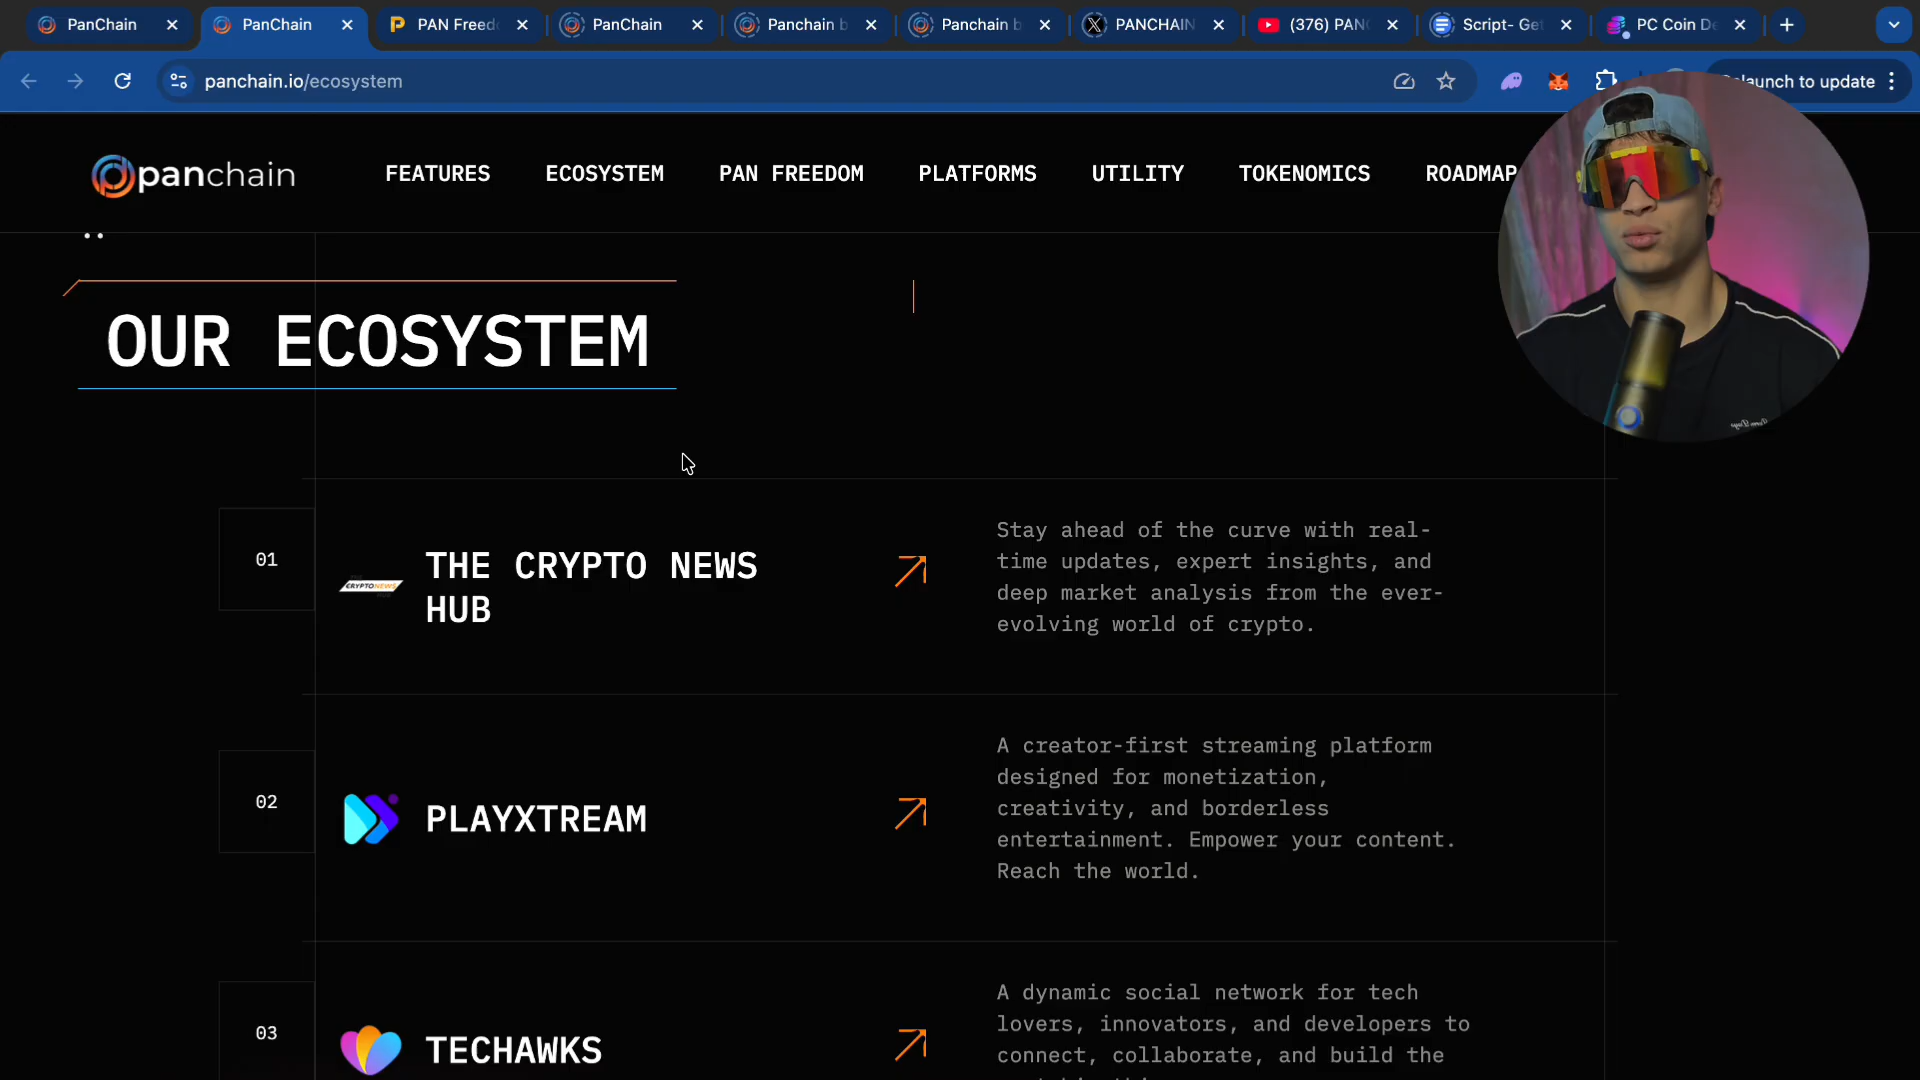 PanChain
PanChain
PAN Freed
PanChain
Panchain b
Panchain b
PANCHAIN
(376) PAN
Script- Get
PC Coin De
panchain.io/ecosystem
launch to update
panchain
FEATURES
ECOSYSTEM
PAN FREEDOM
PLATFORMS
UTILITY
TOKENOMICS
ROADMAP
OUR ECOSYSTEM
01
CRYPTONEWS
THE CRYPTO NEWS
HUB
Stay ahead of the curve with real-
time updates, expert insights, and
deep market analysis from the ever-
evolving world of crypto.
02
PLAYXTREAM
A creator-first streaming platform
designed for monetization,
creativity, and borderless
entertainment. Empower your content.
Reach the world.
03
TECHAWKS
A dynamic social network for tech
lovers, innovators, and developers to
connect, collaborate, and build the